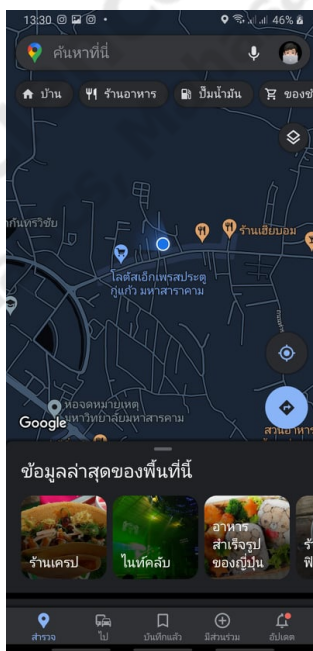 13:30
46%
ค้นหาที่นี่
บ้าน
ร้านอาหาร
ปั๊มน้ำมัน
ของช
กันทรวิชัย
ร้านเฮียบอม
โลตัสเอ็กเพรสประตู
กู่แก้ว มหาสาราคาม
หอจดหมายเหตุ
มหาวิทยาลัยมหาสารคาม
Google
สวนอาหาร
ข้อมูลล่าสุดของพื้นที่นี้
ร้านเครป
ไนท์คลับ
อาหาร
สำเร็จรูป
ของญี่ปุ่น
สำรวจ
ไป
บันทึกแล้ว
มีส่วนร่วม
อัปเดต